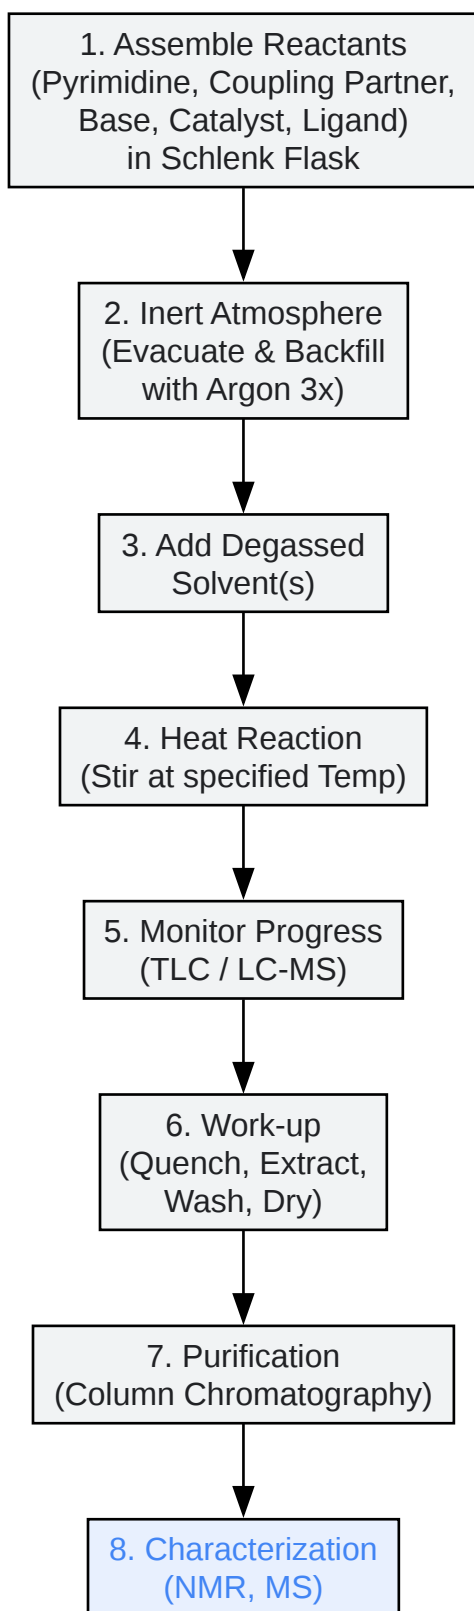 1. Assemble Reactants
(Pyrimidine, Coupling Partner,
Base, Catalyst, Ligand)
in Schlenk Flask
2. Inert Atmosphere
(Evacuate & Backfill
with Argon 3x)
3. Add Degassed
Solvent(s)
4. Heat Reaction
(Stir at specified Temp)
5. Monitor Progress
(TLC / LC-MS)
6. Work-up
(Quench, Extract,
Wash, Dry)
7. Purification
(Column Chromatography)
8. Characterization
(NMR, MS)